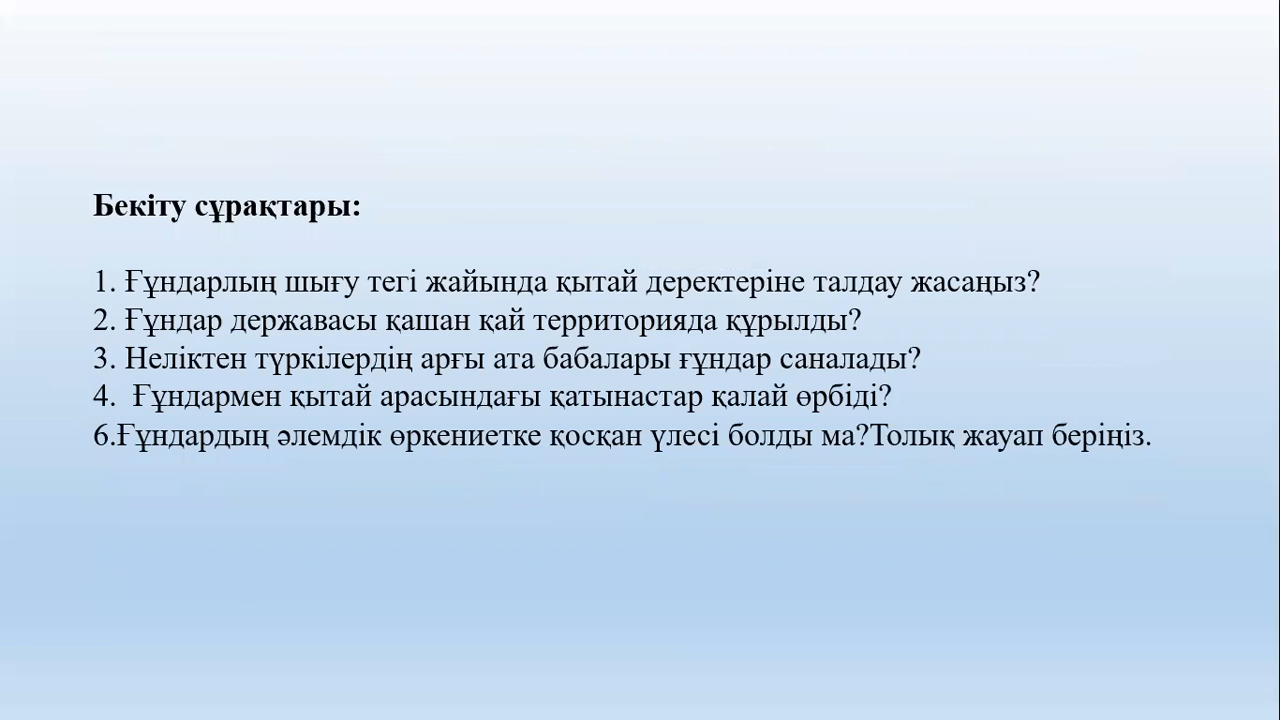 Бекіту сұрақтары:
1. Ғұндарлың шығу тегі жайында қытай деректеріне талдау жасаңыз?
2. Ғұндар державасы қашан қай территорияда құрылды?
3. Неліктен түркілердің арғы ата бабалары ғұндар саналады?
4.  Ғұндармен қытай арасындағы қатынастар қалай өрбіді?
6.Ғұндардың әлемдік өркениетке қосқан үлесі болды ма?Толық жауап беріңіз.